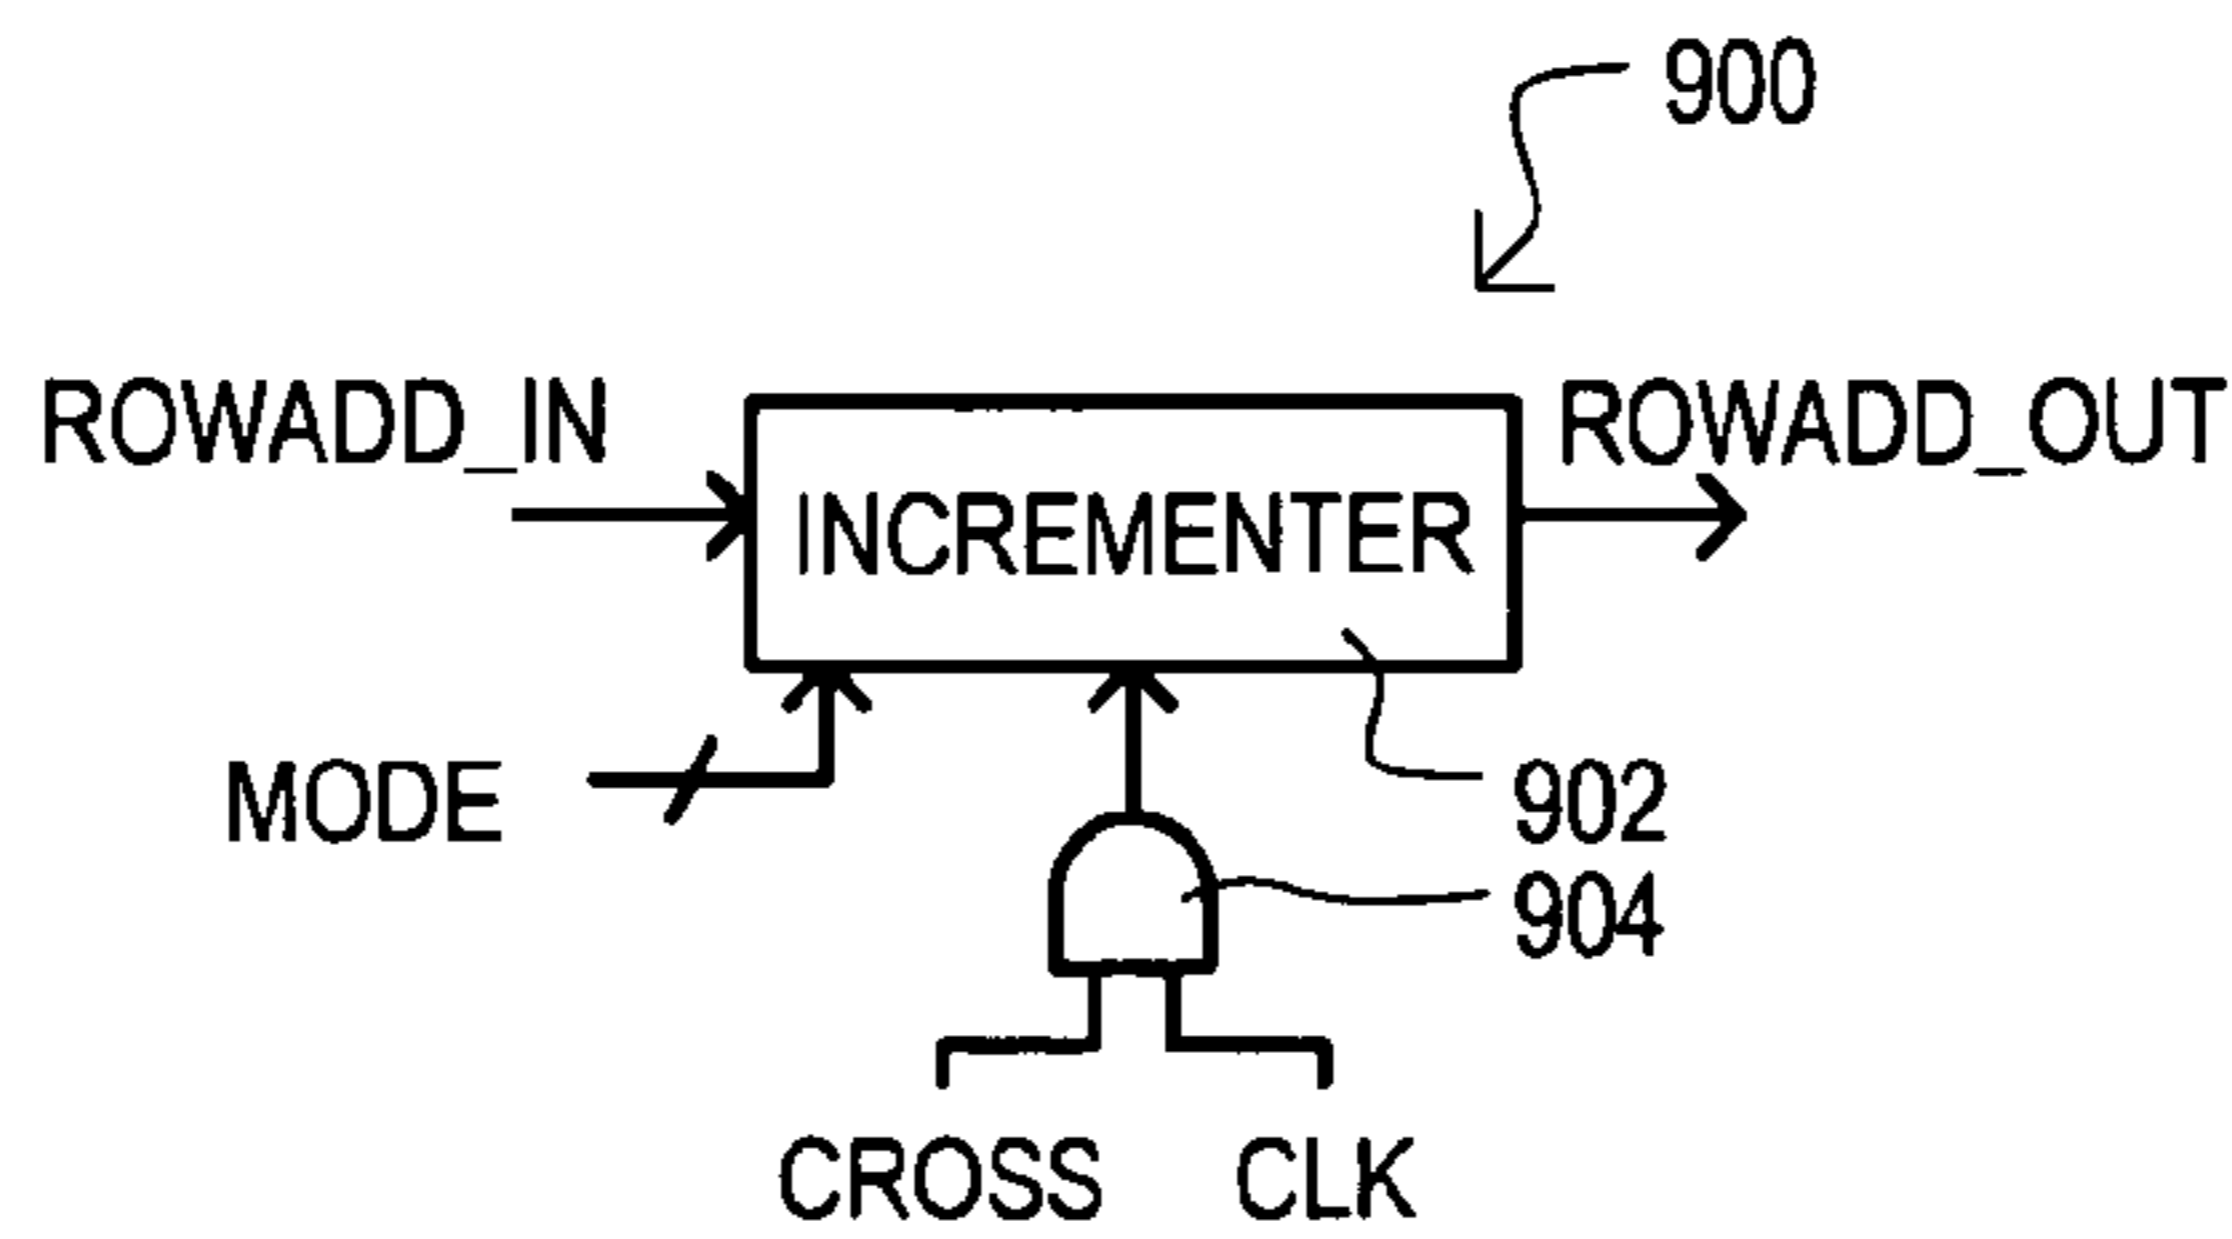 900
ROWADD_IN
ROWADD_OUT
INCREMENTER
MODE
902
904
CROSS
CLK